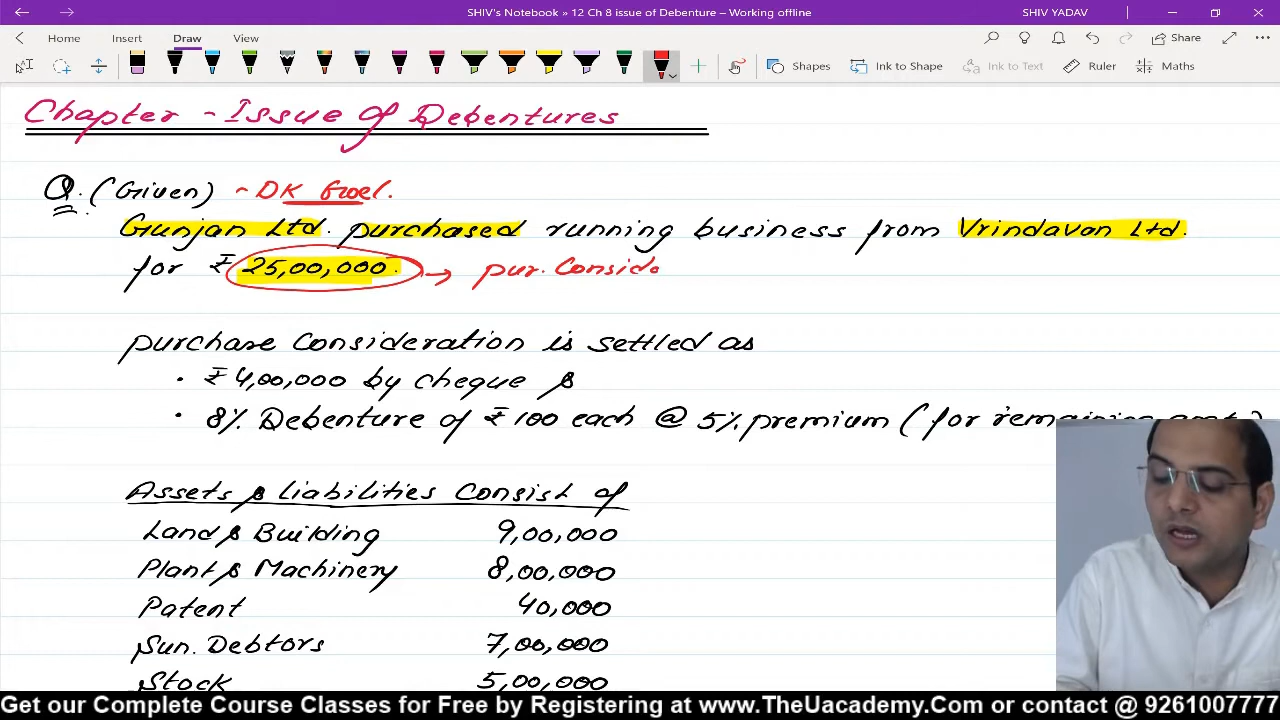 SHIV's Notebook » 12 Ch 8 issue of Debenture – Working offline
SHIV YADAV
Home Insert Draw View
Share
Shapes Ink to Shape Ink to Text Ruler Maths
Chapter - Issue of Debentures
Q. (Given) - DK Goel.
Gunjan Ltd. purchased running business from Vrindavan Ltd.
for ₹ 25,00,000. → pur. Conside
purchase Consideration is settled as
• ₹4,00,000 by cheque &
• 8% Debenture of ₹100 each @ 5% premium (for remaining amt.)
Assets & liabilities Consist of
Land & Building 9,00,000
Plant & Machinery 8,00,000
Patent 40,000
Sun. Debtors 7,00,000
Stock 5,00,000
Get our Complete Course Classes for Free by Registering at www.TheUacademy.Com or contact @ 9261007777